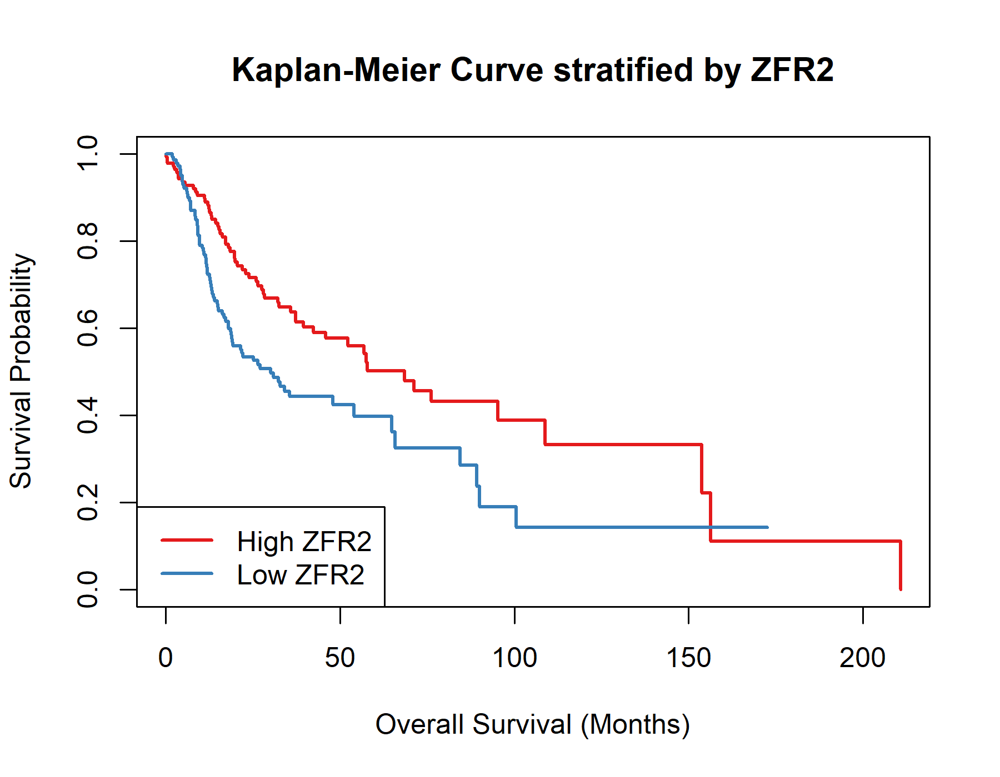 Kaplan-Meier Curve stratified by ZFR2
Survival Probability
1.0
0.8
0.6
0.4
0.2
0.0
High ZFR2
Low ZFR2
0 50 100 150 200
Overall Survival (Months)